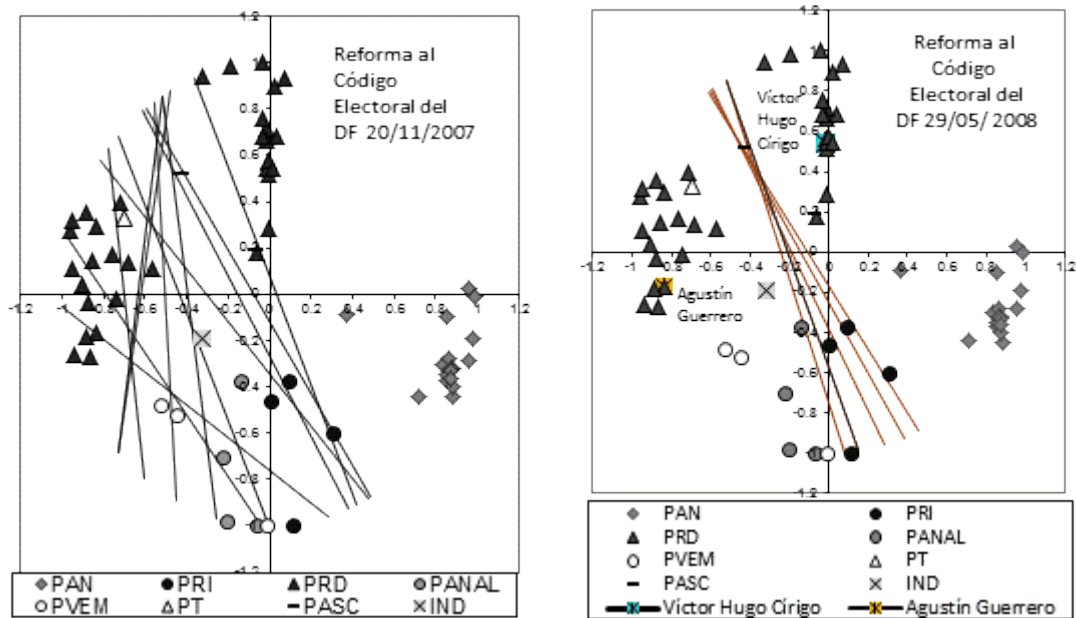 1.2
Reforma al
Código
Electoral del
DF 20/11/2007
0.8
0.6
0.4
0.2
-1.2 -1 -0.8 -0.6 -0.4 -0.2 0 0.2 0.4 0.6 0.8 1 1.2
-0.2
-0.4
-0.6
-0.8
-1.2
PAN PRI PRD PANAL
PVEM PT PASC IND
1.2
Reforma al
Código
Electoral del
DF 29/05/ 2008
Víctor
Hugo
Círigo
0.8
0.4
0.2
-1.2 -1 -0.8 -0.6 -0.4 -0.2 0 0.2 0.4 0.6 0.8 1 1.2
-0.2
Agustín
Guerrero
-0.4
-0.6
-0.8
-1.2
PAN PRI
PRD PANAL
PVEM PT
PASC IND
Víctor Hugo Círigo Agustín Guerrero